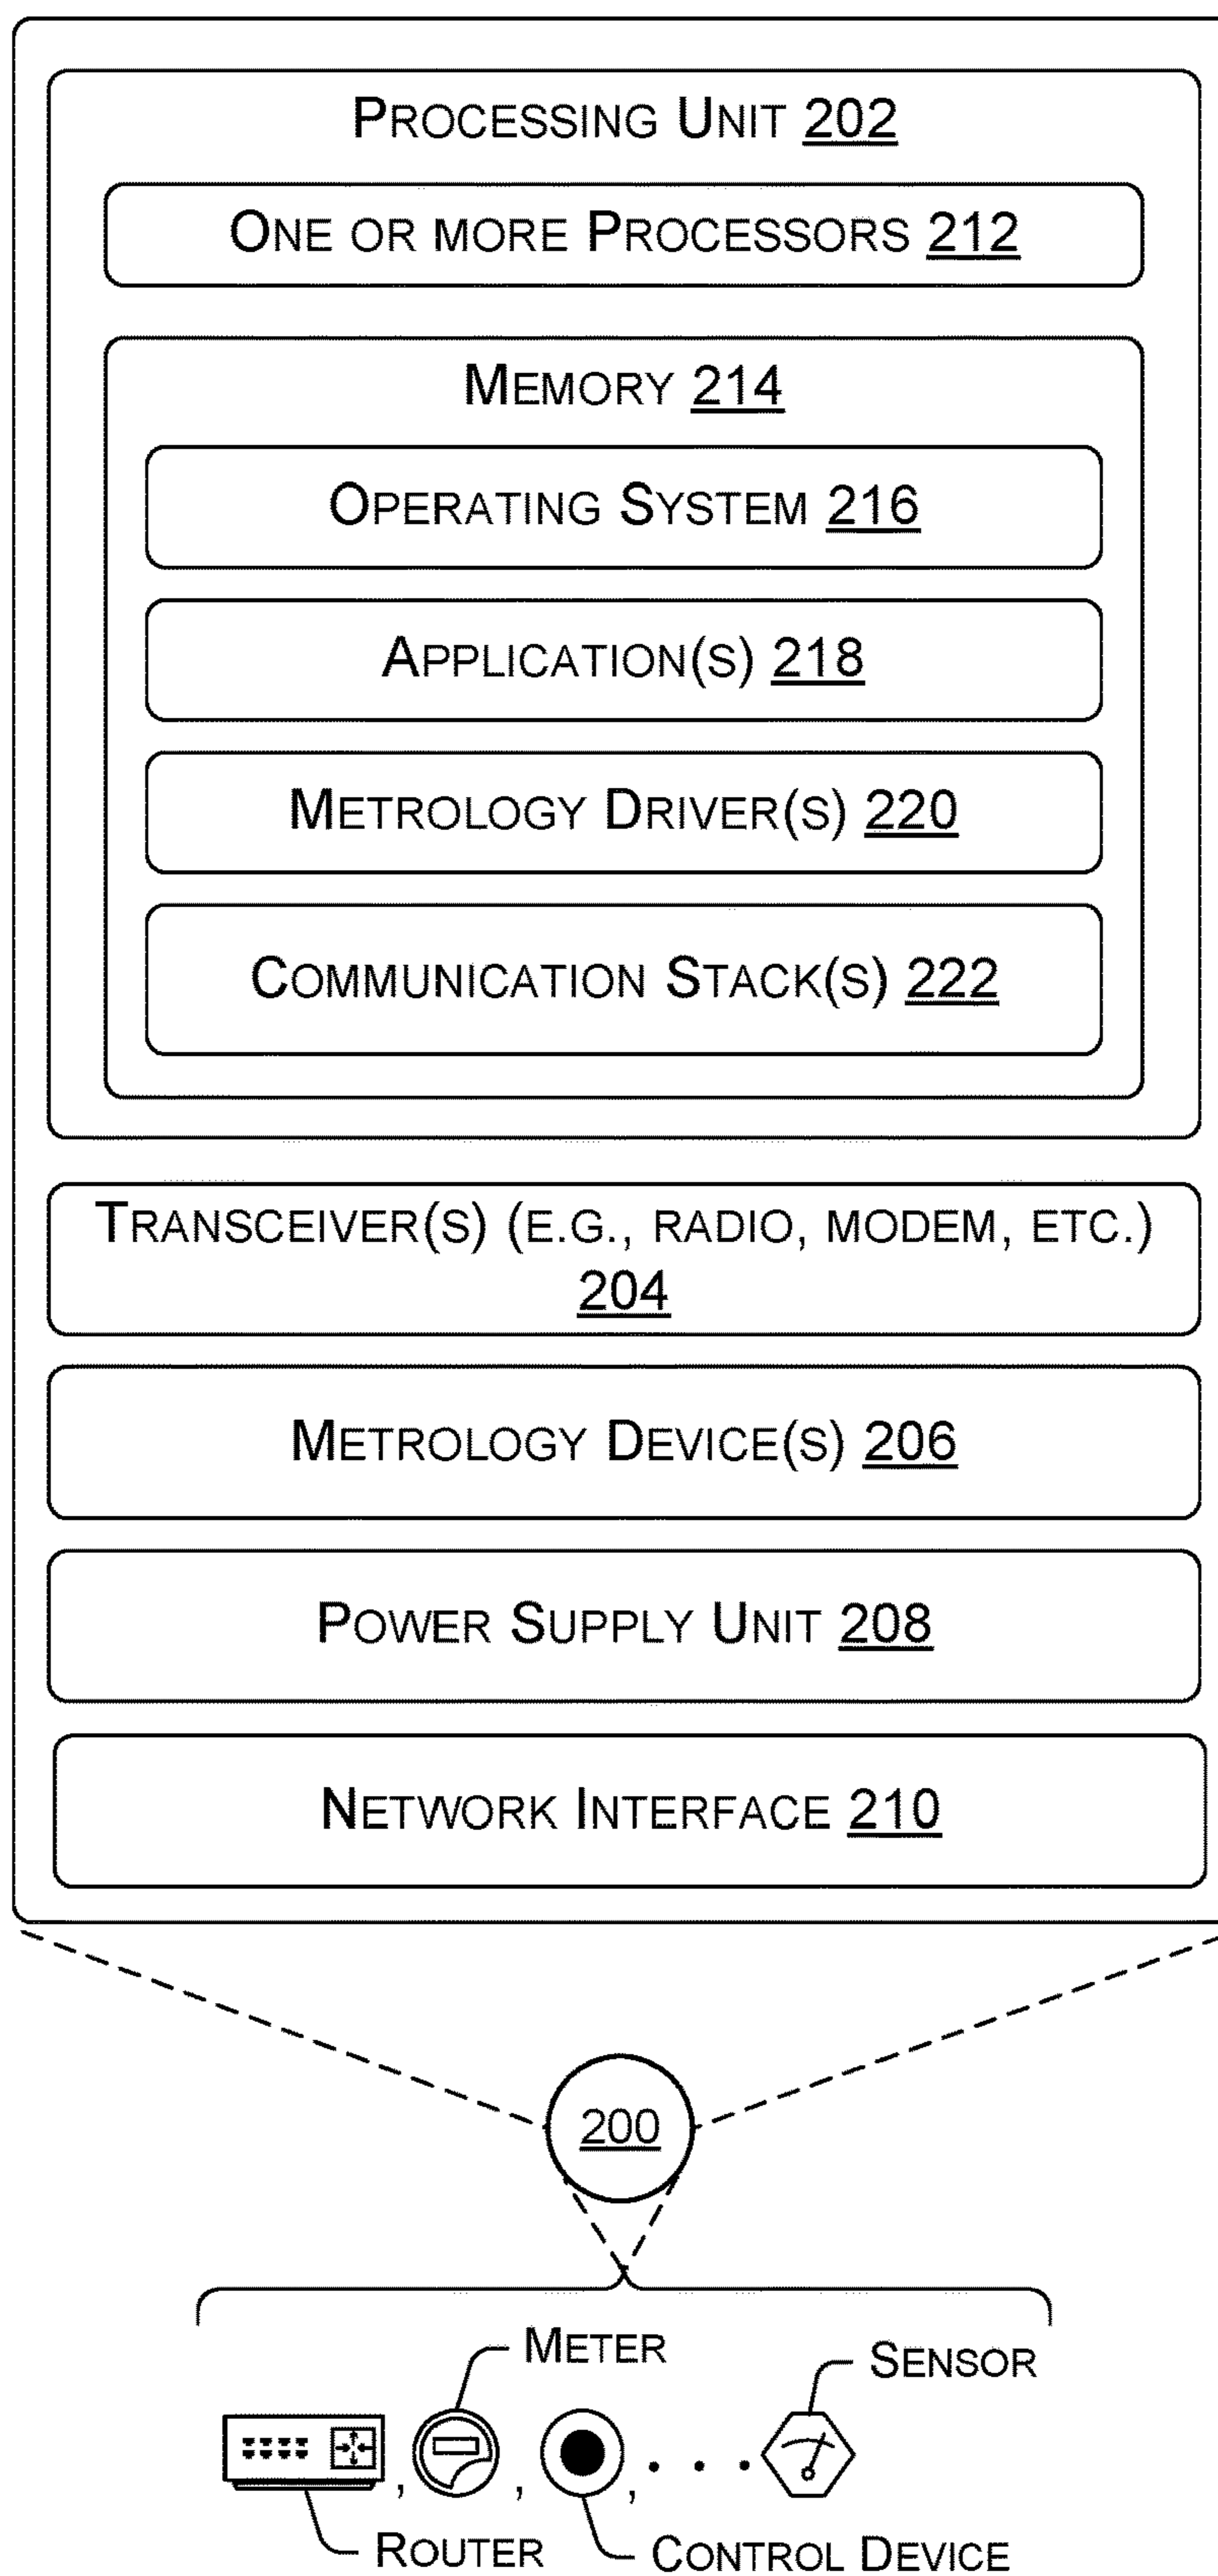 PROCESSING UNIT 202
ONE OR MORE PROCESSORS 212
MEMORY 214
OPERATING SYSTEM 216
APPLICATION(S) 218
METROLOGY DRIVER(S) 220
COMMUNICATION STACK(S) 222
TRANSCEIVER(S) (E.G., RADIO, MODEM, ETC.)
204
METROLOGY DEVICE(S) 206
POWER SUPPLY UNIT 208
NETWORK INTERFACE 210
200
METER
SENSOR
, , , . . .
ROUTER
CONTROL DEVICE